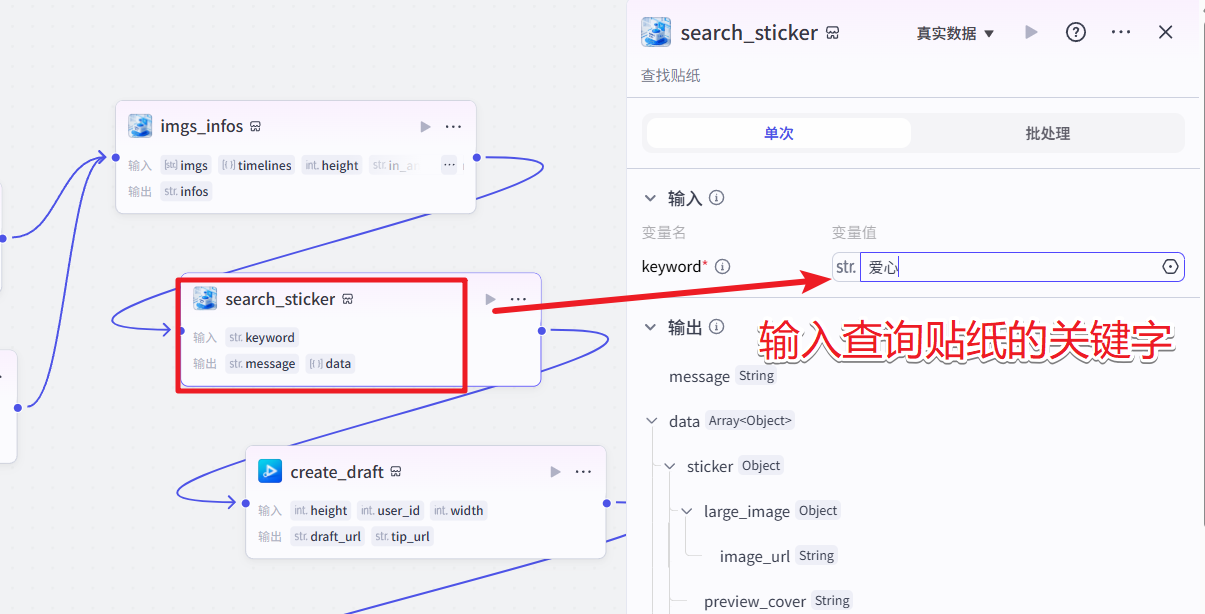 imgs_infos
输入 [str] imgs [()] timelines int. height str. in_ar ···
输出 str. infos
search_sticker
输入 str. keyword
输出 str. message [()] data
create_draft
输入 int. height int. user_id int. width
输出 str. draft_url str. tip_url
search_sticker 真实数据
查找贴纸
单次 批处理
输入
变量名 变量值
keyword* str. 爱心
输出
输入查询贴纸的关键字
message String
data Array<Object>
sticker Object
large_image Object
image_url String
preview_cover String